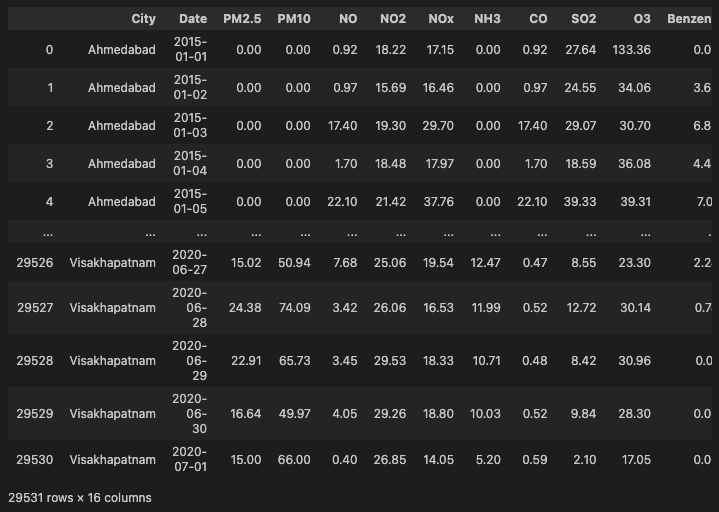 City Date PM2.5 PM10 NO NO2 NOx NH3 CO SO2 O3 Benzen
0 Ahmedabad 2015-01-01 0.00 0.00 0.92 18.22 17.15 0.00 0.92 27.64 133.36 0.0
1 Ahmedabad 2015-01-02 0.00 0.00 0.97 15.69 16.46 0.00 0.97 24.55 34.06 3.6
2 Ahmedabad 2015-01-03 0.00 0.00 17.40 19.30 29.70 0.00 17.40 29.07 30.70 6.8
3 Ahmedabad 2015-01-04 0.00 0.00 1.70 18.48 17.97 0.00 1.70 18.59 36.08 4.4
4 Ahmedabad 2015-01-05 0.00 0.00 22.10 21.42 37.76 0.00 22.10 39.33 39.31 7.0
... ... ... ... ... ... ... ... ... ... ... ... .
29526 Visakhapatnam 2020-06-27 15.02 50.94 7.68 25.06 19.54 12.47 0.47 8.55 23.30 2.2
29527 Visakhapatnam 2020-06-28 24.38 74.09 3.42 26.06 16.53 11.99 0.52 12.72 30.14 0.7
29528 Visakhapatnam 2020-06-29 22.91 65.73 3.45 29.53 18.33 10.71 0.48 8.42 30.96 0.0
29529 Visakhapatnam 2020-06-30 16.64 49.97 4.05 29.26 18.80 10.03 0.52 9.84 28.30 0.0
29530 Visakhapatnam 2020-07-01 15.00 66.00 0.40 26.85 14.05 5.20 0.59 2.10 17.05 0.0
29531 rows × 16 columns